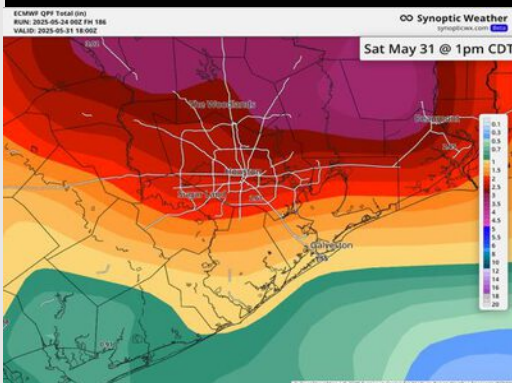 ECMWF QPF Total (in)
RUN: 2025-05-24 00Z FH 186
VALID: 2025-05-31 18:00Z
Synoptic Weather
synopticwx.com Beta
Sat May 31 @ 1pm CDT
The Woodlands
Beaumont
Houston
Sugar Land
Galveston
0.1
0.3
0.5
0.7
1
1.5
2
2.5
3
3.5
4
4.5
5
5.5
6
8
10
12
14
16
18
20